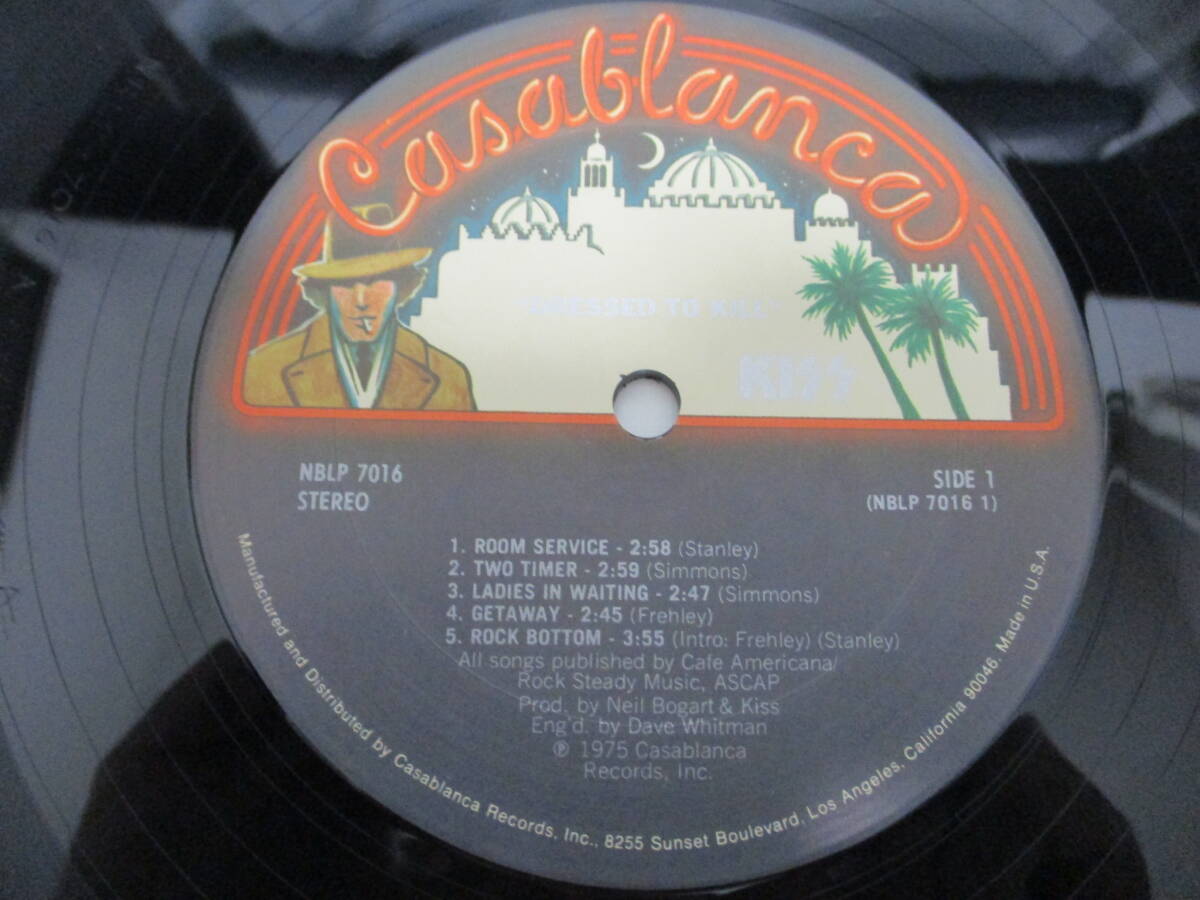 Casablanca
"DRESSED TO KILL"
KISS
NBLP 7016
STEREO
SIDE 1
(NBLP 7016 1)
1. ROOM SERVICE - 2:58 (Stanley)
2. TWO TIMER - 2:59 (Simmons)
3. LADIES IN WAITING - 2:47 (Simmons)
4. GETAWAY - 2:45 (Frehley)
5. ROCK BOTTOM - 3:55 (Intro: Frehley) (Stanley)
All songs published by Cafe Americana/
Rock Steady Music, ASCAP
Prod. by Neil Bogart & Kiss
Eng'd. by Dave Whitman
℗ 1975 Casablanca
Records, Inc.
Manufactured and Distributed by Casablanca Records, Inc., 8255 Sunset Boulevard, Los Angeles, California 90046. Made in U.S.A.